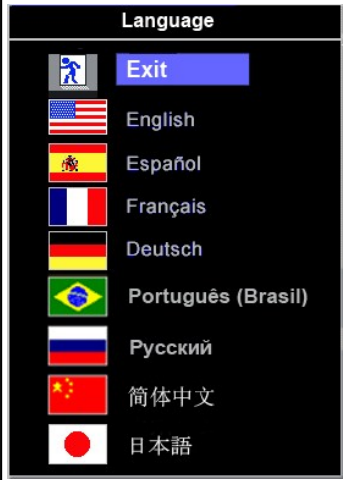 Language
Exit
English
Español
Français
Deutsch
Português (Brasil)
Русский
简体中文
日本語